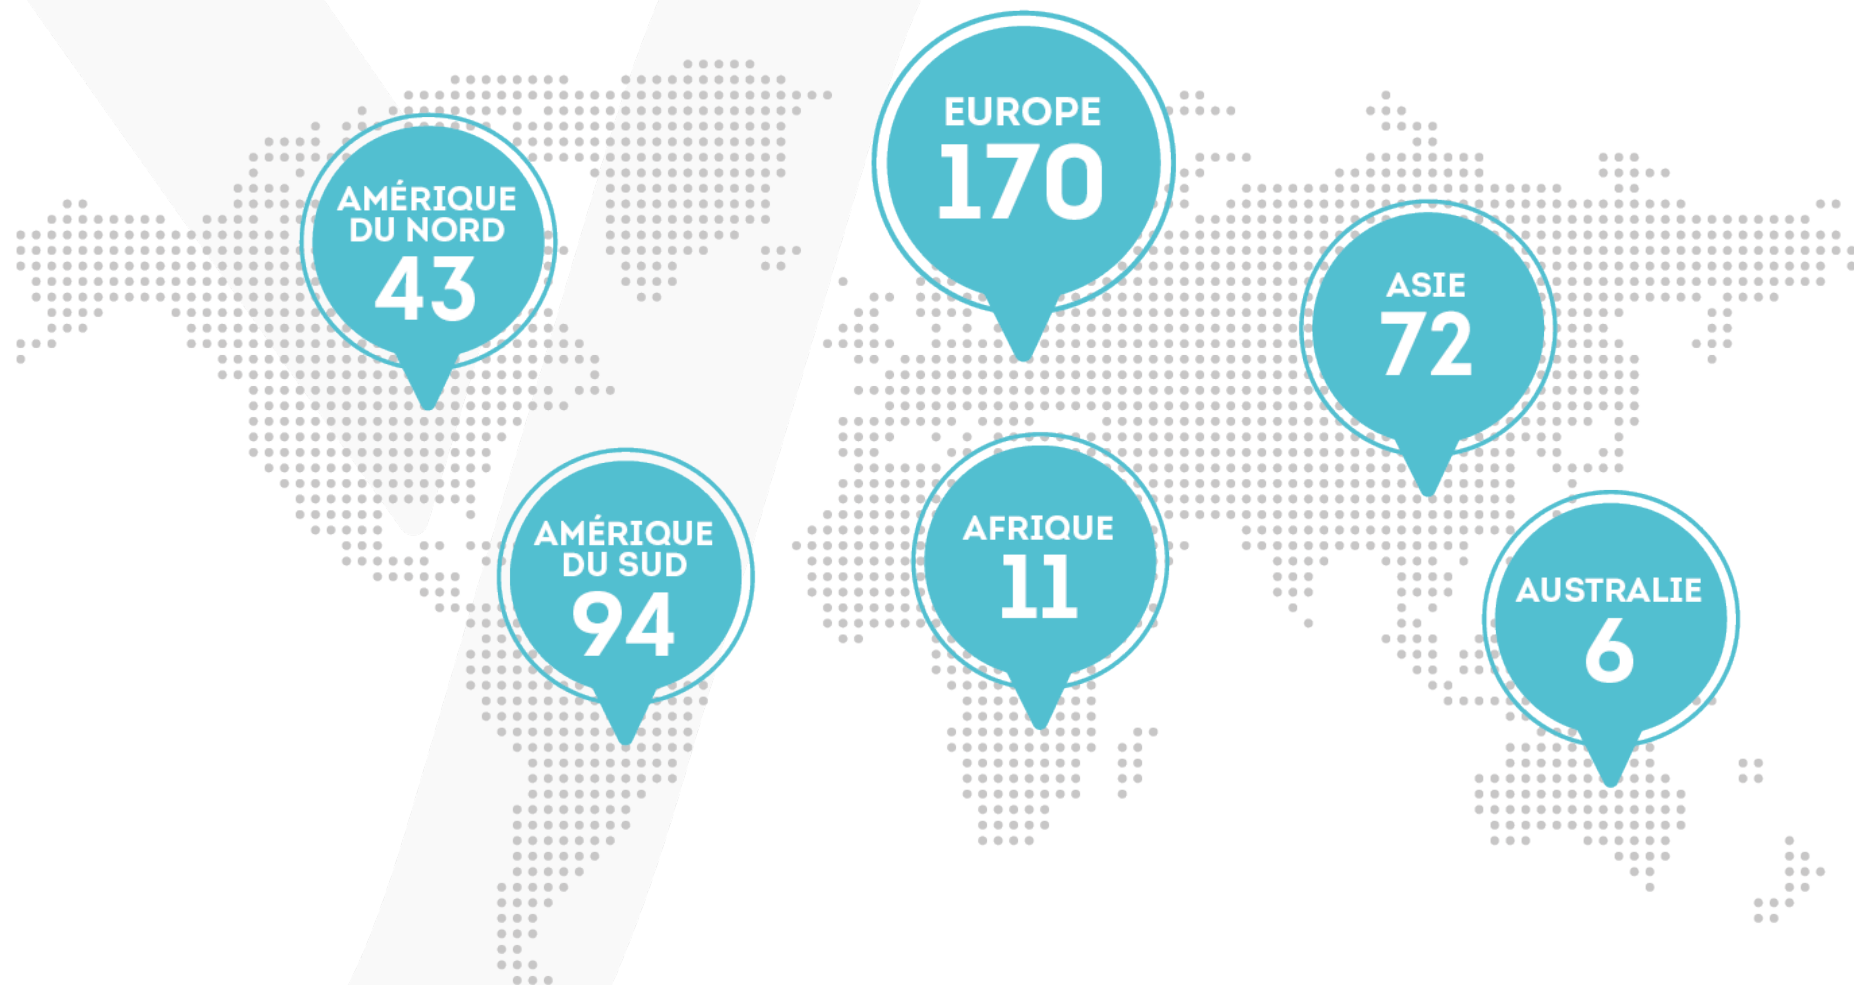 EUROPE
170
AMÉRIQUE
DU NORD
43
ASIE
72
AMÉRIQUE
DU SUD
94
AFRIQUE
11
AUSTRALIE
6